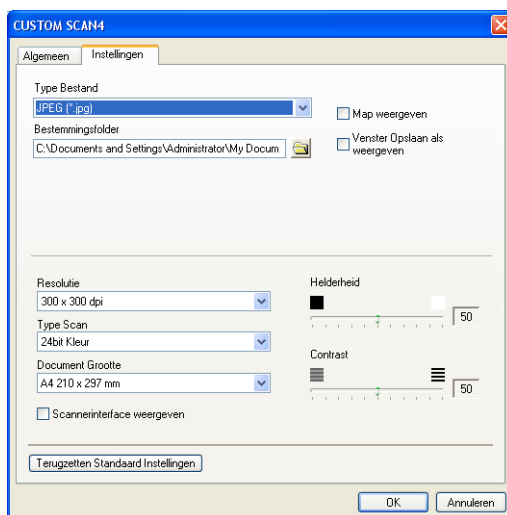 CUSTOM SCAN4
Algemeen
Instellingen
Type Bestand
JPEG (*.jpg)
Map weergeven
Bestemmingsfolder
C:\Documents and Settings\Administrator\My Docum
Venster Opslaan als
weergeven
Resolutie
300 x 300 dpi
Helderheid
50
Type Scan
24bit Kleur
Contrast
50
Document Grootte
A4 210 x 297 mm
Scannerinterface weergeven
Terugzetten Standaard Instellingen
OK
Annuleren